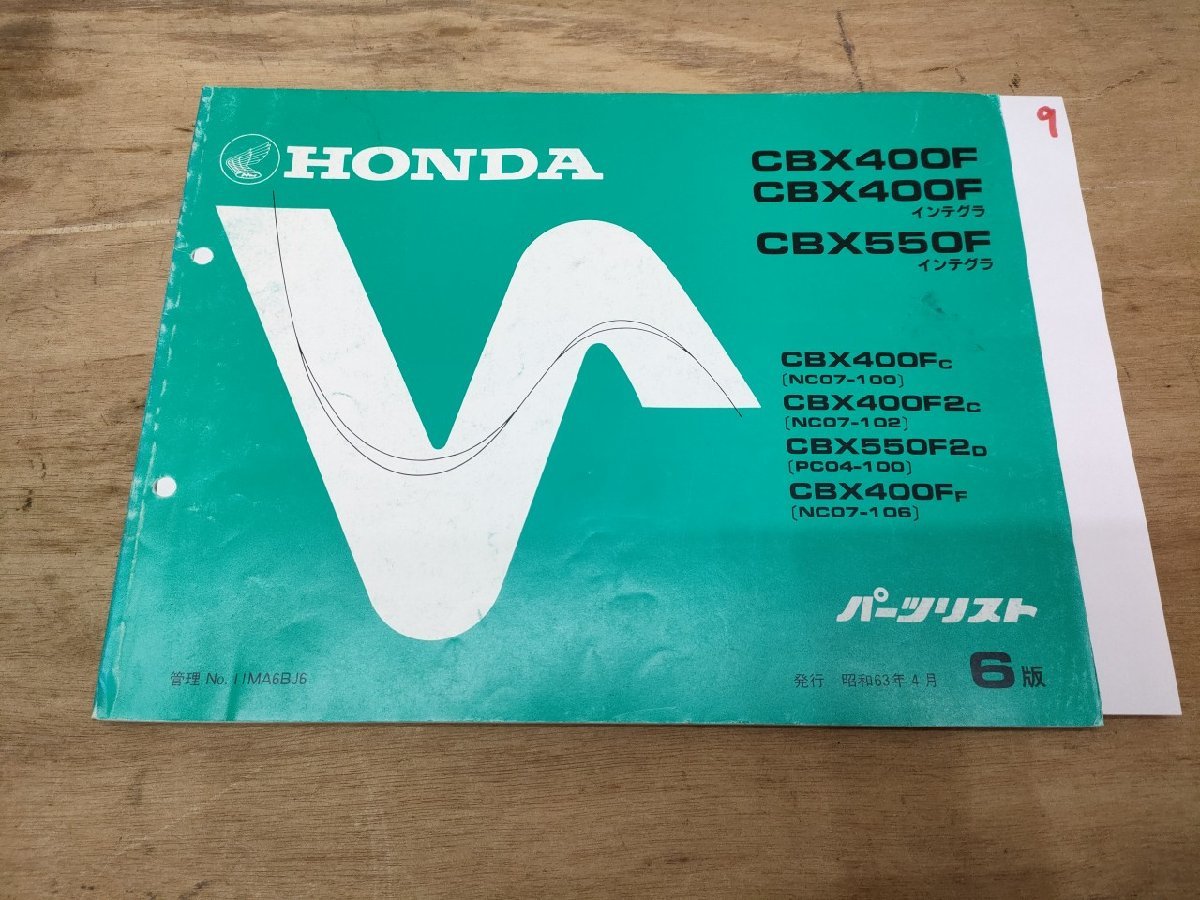 HONDA
CBX400F
CBX400F
インテグラ
CBX550F
インテグラ
CBX400Fc
[NC07-100]
CBX400F2c
[NC07-102]
CBX550F2D
[PC04-100]
CBX400FF
[NC07-106]
パーツリスト
管理 No. 11MA6BJ6
発行 昭和63年4月 6版
9